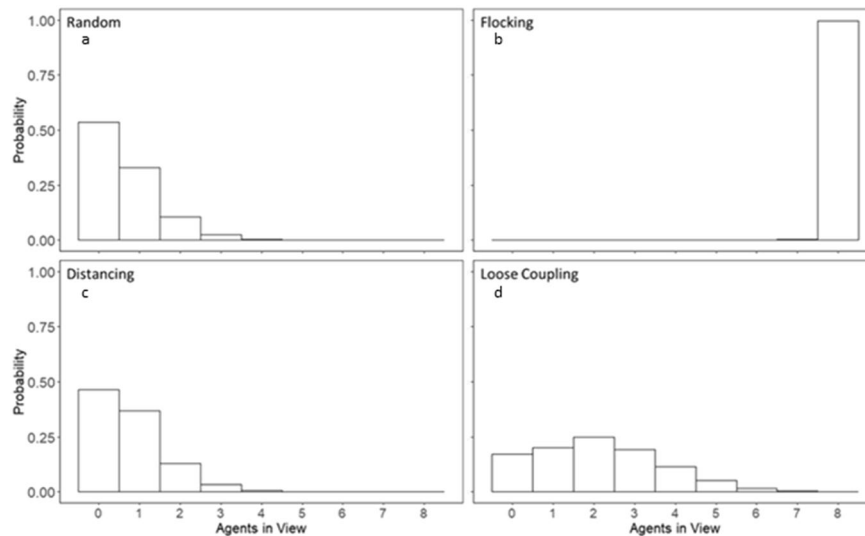 Random
a
1.00
0.75
0.50
0.25
0.00
Probability
Flocking
b
Distancing
c
1.00
0.75
0.50
0.25
0.00
Probability
0 1 2 3 4 5 6 7 8
Agents in View
Loose Coupling
d
0 1 2 3 4 5 6 7 8
Agents in View